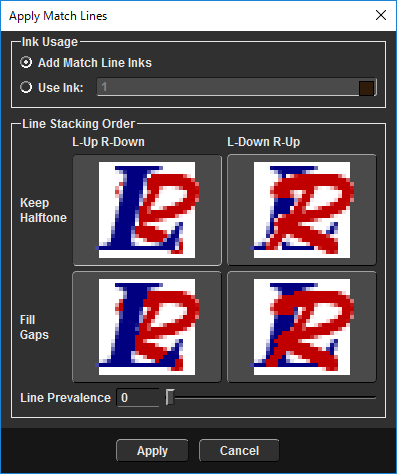 Apply Match Lines
Ink Usage
Add Match Line Inks
Use Ink: 1
Line Stacking Order
L-Up R-Down L-Down R-Up
Keep
Halftone
L R L R
Fill
Gaps
L R L R
Line Prevalence 0
Apply Cancel